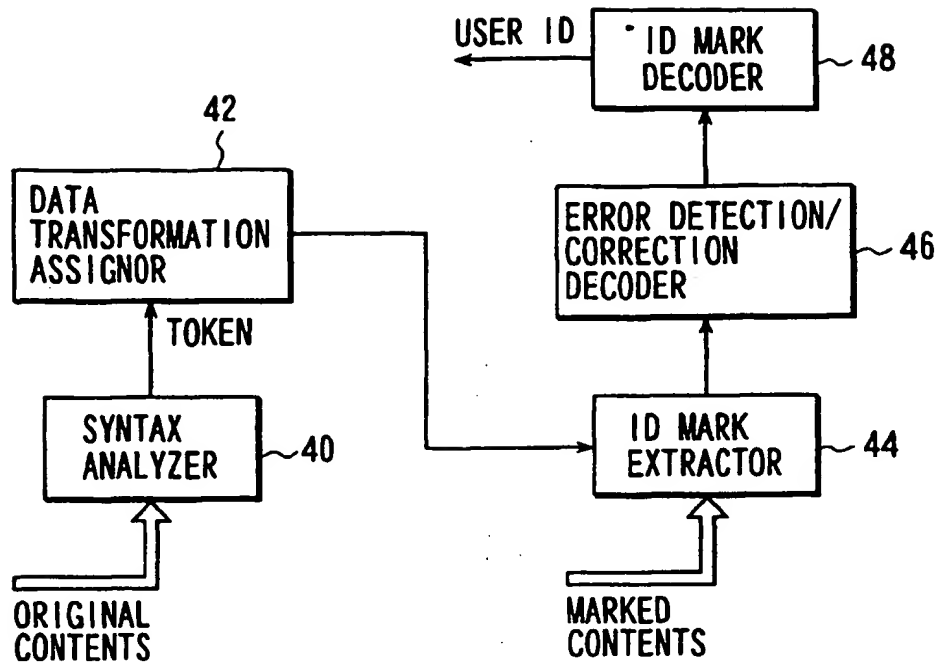 USER ID
ID MARK
DECODER
48
42
DATA
TRANSFORMATION
ASSIGNOR
ERROR DETECTION/
CORRECTION
DECODER
46
TOKEN
SYNTAX
ANALYZER
40
ID MARK
EXTRACTOR
44
ORIGINAL
CONTENTS
MARKED
CONTENTS